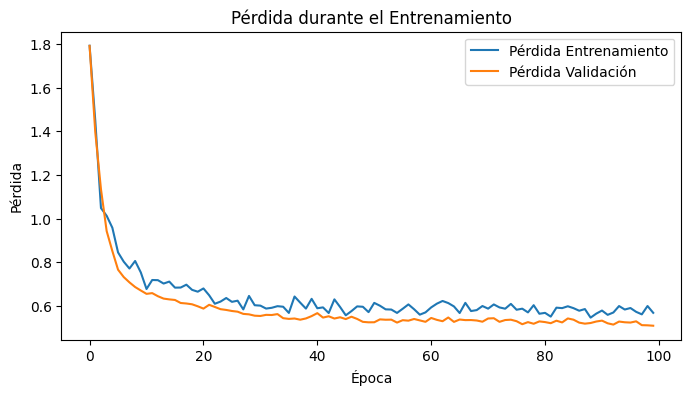 Pérdida durante el Entrenamiento
Pérdida Entrenamiento
Pérdida Validación
Pérdida
1.8
1.6
1.4
1.2
1.0
0.8
0.6
0
20
40
60
80
100
Época